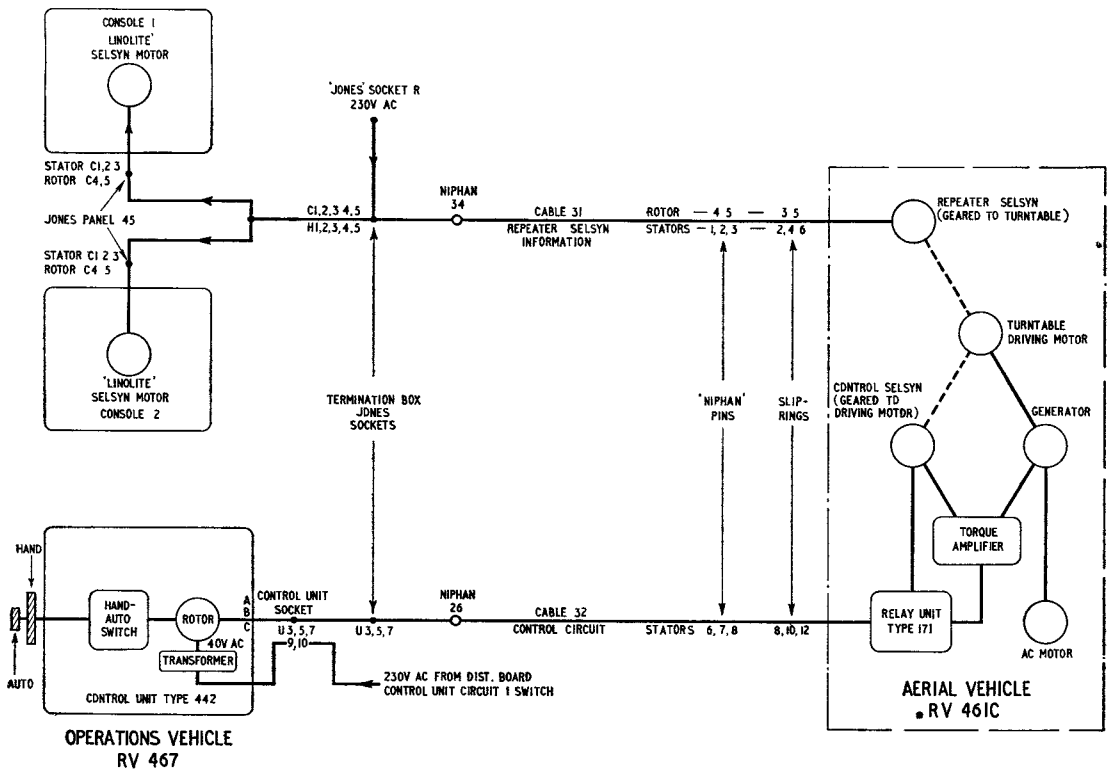 CONSOLE 1
LINOLITE'
SELSYN MOTOR
'JONES' SOCKET R
230V AC
STATOR C1,2 3
ROTOR C4,5
JONES PANEL 45
STATOR C1 2 3
ROTOR C4 5
'LINOLITE'
SELSYN MOTOR
CONSOLE 2
C1,2,3 4,5
H1,2,3,4,5
NIPHAN
34
CABLE 31
REPEATER SELSYN
INFORMATION
ROTOR — 4 5 — 3 5
STATORS — 1, 2, 3 — 2,4 6
REPEATER SELSYN
(GEARED TO TURNTABLE)
TURNTABLE
DRIVING MOTOR
CONTROL SELSYN
(GEARED TO
DRIVING MOTOR)
GENERATOR
TERMINATION BOX
JONES
SOCKETS
'NIPHAN'
PINS
SLIP-
RINGS
TORQUE
AMPLIFIER
RELAY UNIT
TYPE 171
AC MOTOR
AERIAL VEHICLE
RV 461C
HAND
AUTO
HAND-
AUTO
SWITCH
ROTOR
40V AC
TRANSFORMER
A
B
C
CONTROL UNIT TYPE 442
CONTROL UNIT
SOCKET
U 3,5,7
9,10
U 3,5,7
NIPHAN
26
CABLE 32
CONTROL CIRCUIT
STATORS 6, 7, 8 8,10,12
230V AC FROM DIST. BOARD
CONTROL UNIT CIRCUIT 1 SWITCH
OPERATIONS VEHICLE
RV 467